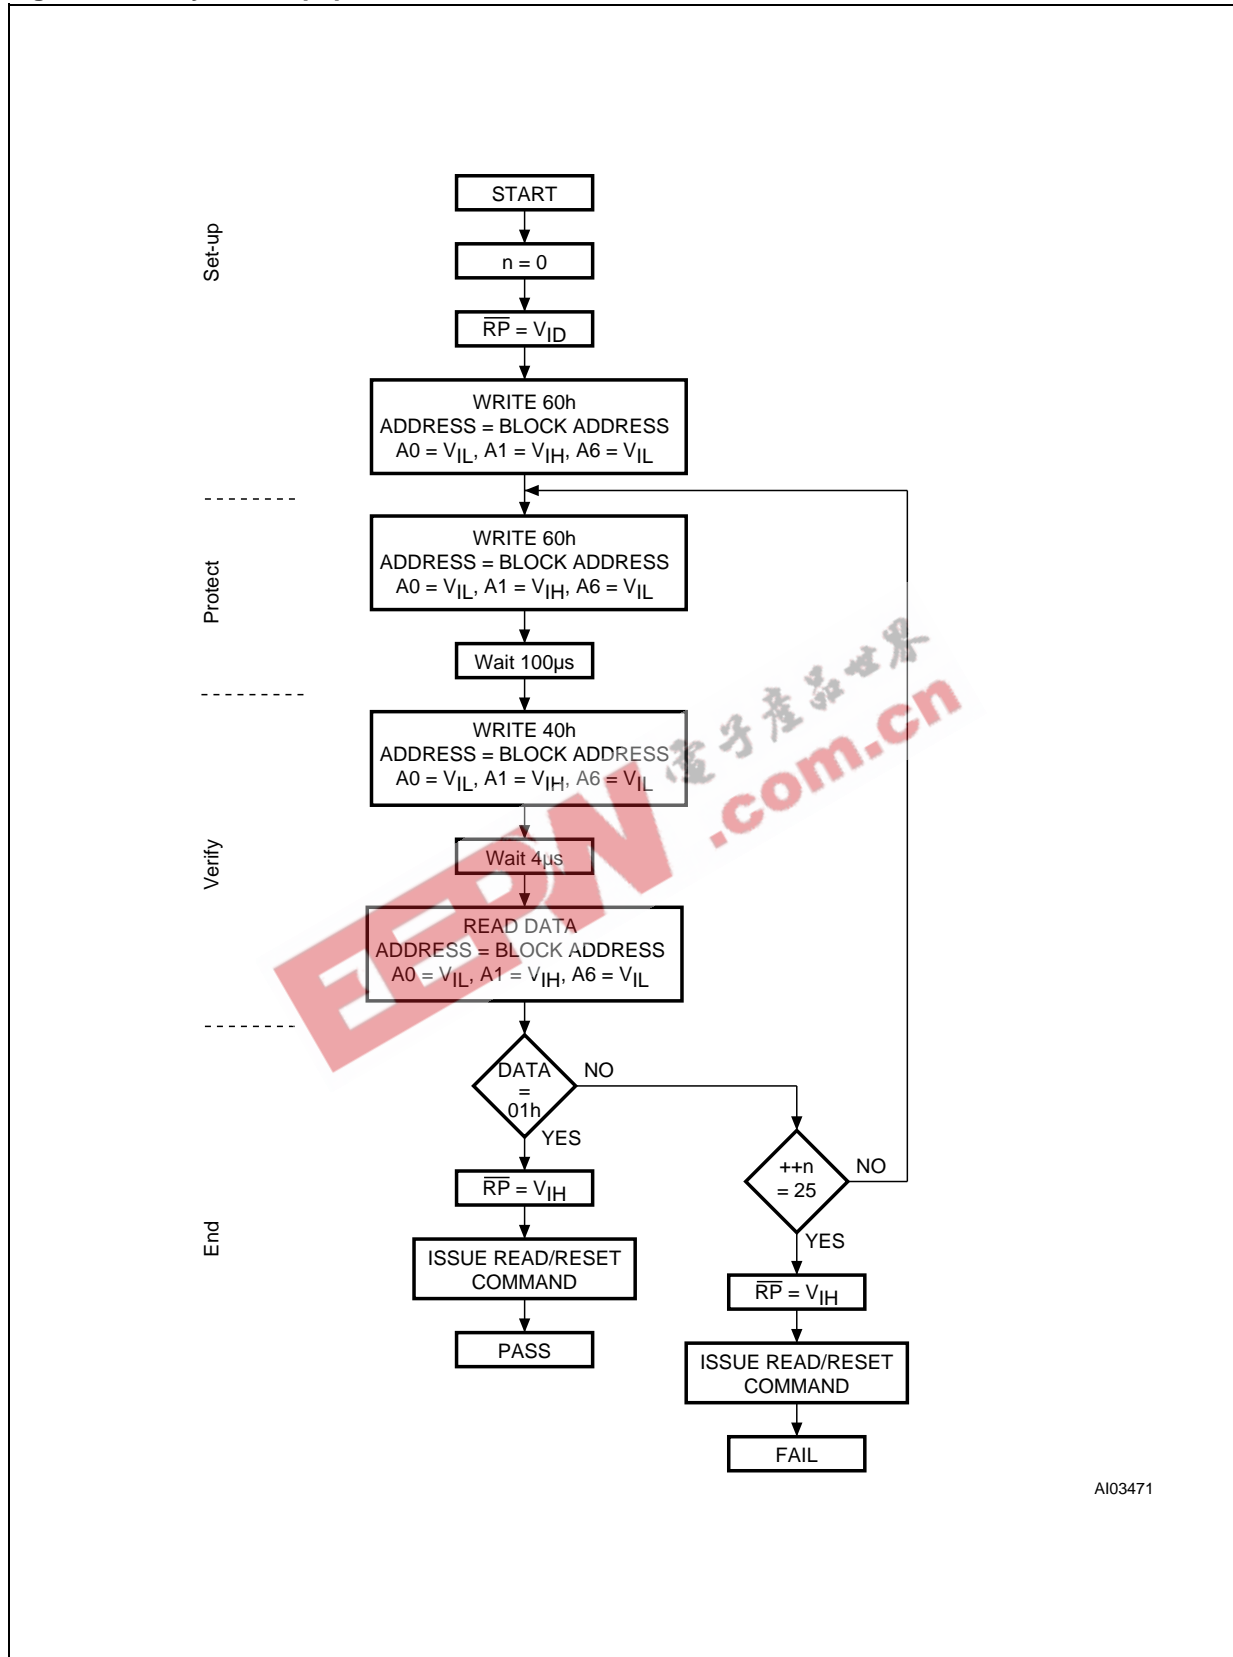 Set-up
START
n = 0
RP = VID
WRITE 60h
ADDRESS = BLOCK ADDRESS
A0 = VIL, A1 = VIH, A6 = VIL
Protect
WRITE 60h
ADDRESS = BLOCK ADDRESS
A0 = VIL, A1 = VIH, A6 = VIL
Wait 100µs
Verify
WRITE 40h
ADDRESS = BLOCK ADDRESS
A0 = VIL, A1 = VIH, A6 = VIL
Wait 4µs
READ DATA
ADDRESS = BLOCK ADDRESS
A0 = VIL, A1 = VIH, A6 = VIL
EEPW
.com.cn
電子產品世界
End
DATA
=
01h
NO
YES
RP = VIH
ISSUE READ/RESET
COMMAND
PASS
++n
= 25
NO
YES
RP = VIH
ISSUE READ/RESET
COMMAND
FAIL
AI03471